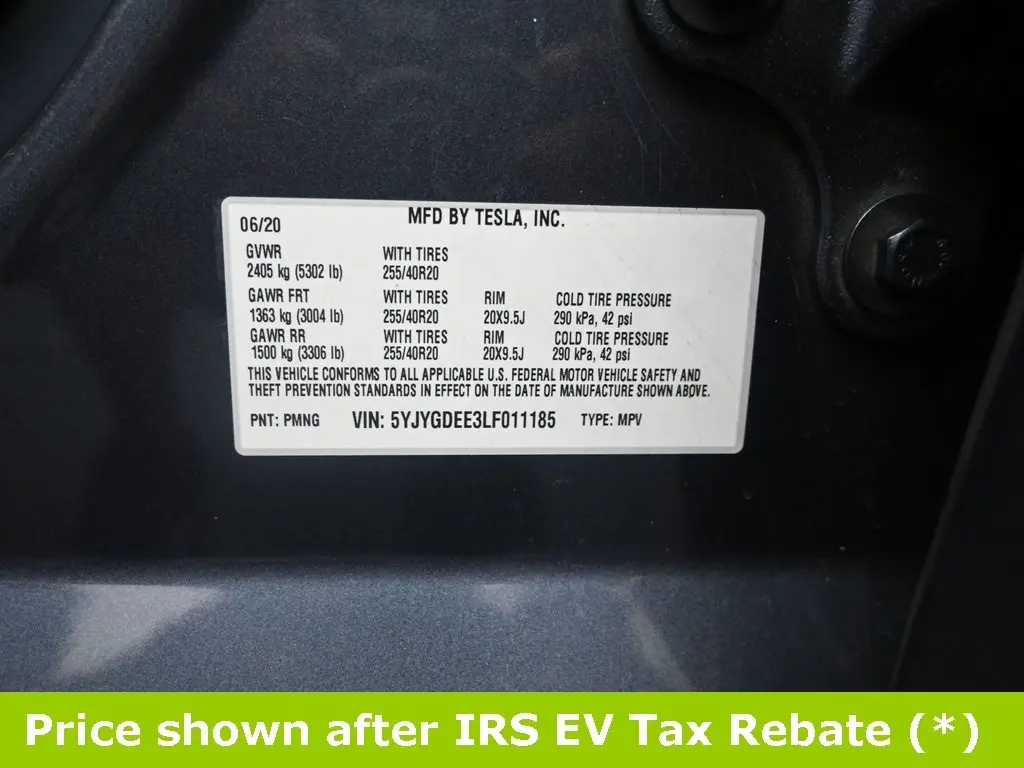 06/20 MFD BY TESLA, INC.
GVWR WITH TIRES
2405 kg (5302 lb) 255/40R20
GAWR FRT WITH TIRES RIM COLD TIRE PRESSURE
1363 kg (3004 lb) 255/40R20 20X9.5J 290 kPa, 42 psi
GAWR RR WITH TIRES RIM COLD TIRE PRESSURE
1500 kg (3306 lb) 255/40R20 20X9.5J 290 kPa, 42 psi
THIS VEHICLE CONFORMS TO ALL APPLICABLE U.S. FEDERAL MOTOR VEHICLE SAFETY AND
THEFT PREVENTION STANDARDS IN EFFECT ON THE DATE OF MANUFACTURE SHOWN ABOVE.
PNT: PMNG VIN: 5YJYGDEE3LF011185 TYPE: MPV
Price shown after IRS EV Tax Rebate (*)